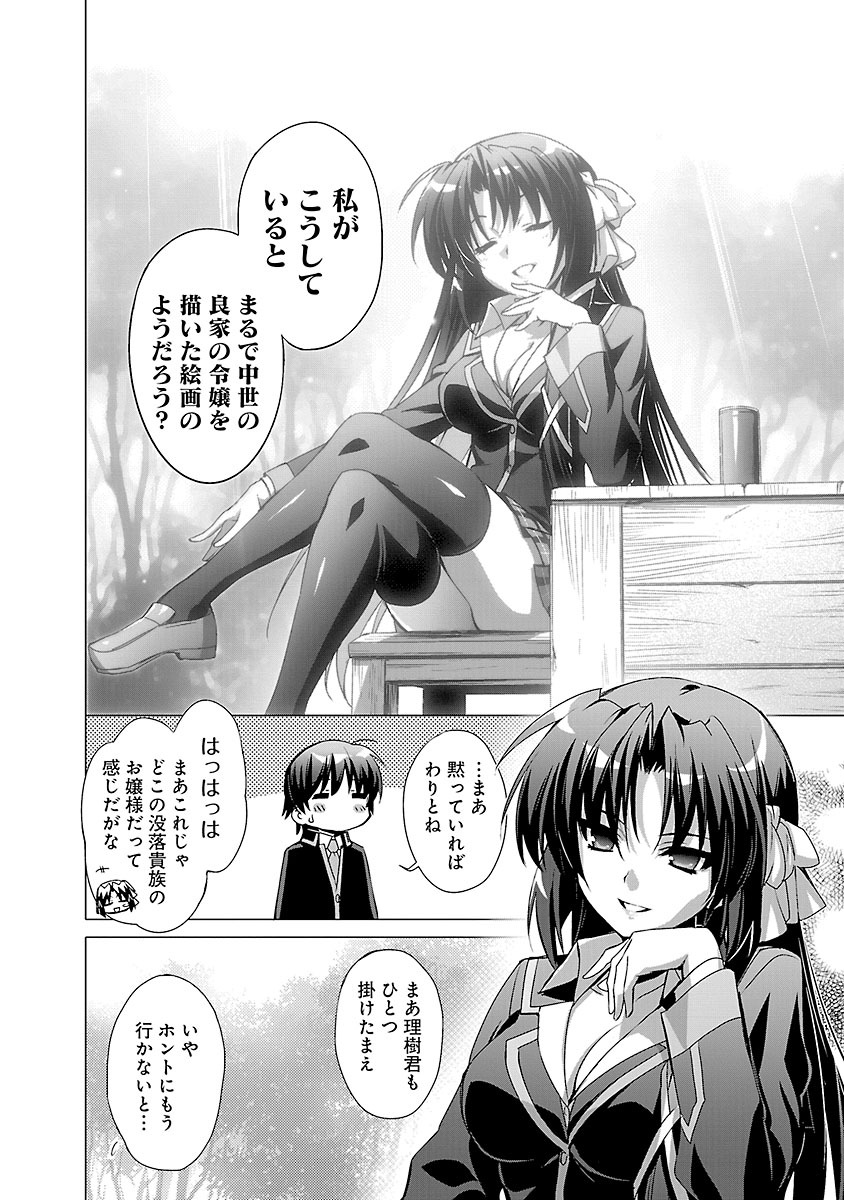 私が
こうして
いると
まるで中世の
良家の令嬢を
描いた絵画の
ようだろう？
…まあ
黙っていれば
わりとね
はっはっは
まあこれじゃ
どこの没落貴族の
お嬢様だって
感じだがな
まあ理樹君も
ひとつ
掛けたまえ
いや
ホントにもう
行かないと…